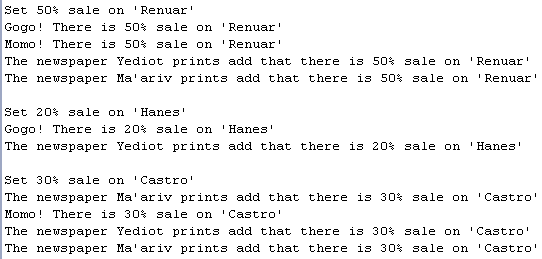 Set 50% sale on 'Renuar'
Gogo! There is 50% sale on 'Renuar'
Momo! There is 50% sale on 'Renuar'
The newspaper Yediot prints add that there is 50% sale on 'Renuar'
The newspaper Ma'ariv prints add that there is 50% sale on 'Renuar'

Set 20% sale on 'Hanes'
Gogo! There is 20% sale on 'Hanes'
The newspaper Yediot prints add that there is 20% sale on 'Hanes'

Set 30% sale on 'Castro'
The newspaper Ma'ariv prints add that there is 30% sale on 'Castro'
Momo! There is 30% sale on 'Castro'
The newspaper Yediot prints add that there is 30% sale on 'Castro'
The newspaper Ma'ariv prints add that there is 30% sale on 'Castro'